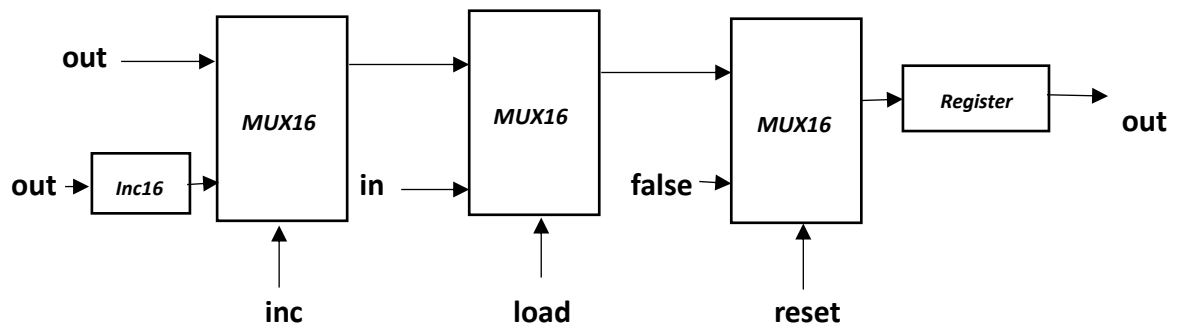 out
MUX16
MUX16
MUX16
Register
out
out
Inc16
in
false
inc
load
reset